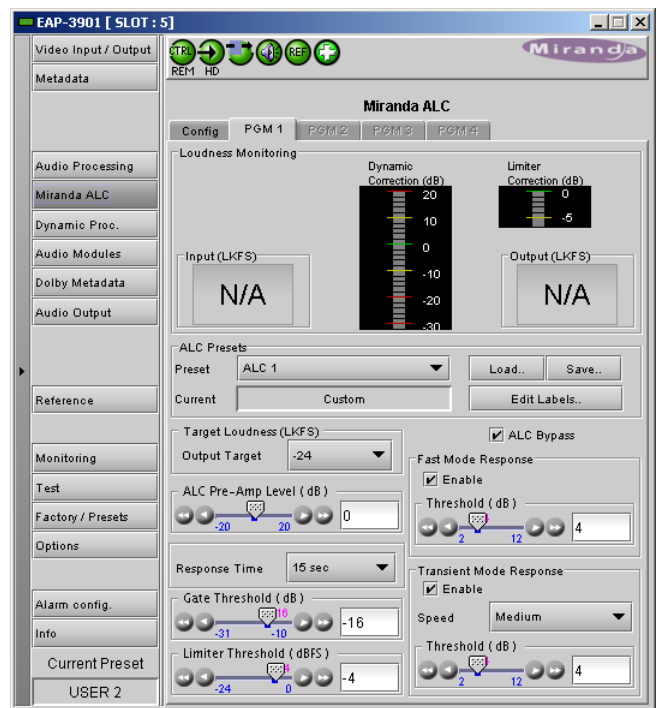 EAP-3901 [ SLOT : 5]
Video Input / Output
Metadata
Audio Processing
Miranda ALC
Dynamic Proc.
Audio Modules
Dolby Metadata
Audio Output
Reference
Monitoring
Test
Factory / Presets
Options
Alarm config.
Info
Current Preset
USER 2
CTRL
REF
REM HD
Miranda
Miranda ALC
Config PGM 1 PGM 2 PGM 3 PGM 4
Loudness Monitoring
Dynamic
Correction (dB)
20
10
0
-10
-20
-30
Limiter
Correction (dB)
0
-5
Input (LKFS)
N/A
Output (LKFS)
N/A
ALC Presets
Preset ALC 1 Load.. Save..
Current Custom Edit Labels..
Target Loudness (LKFS)
Output Target -24
ALC Pre-Amp Level ( dB )
-20 20 0
Response Time 15 sec
Gate Threshold ( dB )
16
-31 -10 -16
Limiter Threshold ( dBFS )
4
-24 0 -4
ALC Bypass
Fast Mode Response
Enable
Threshold ( dB )
2 12 4
Transient Mode Response
Enable
Speed Medium
Threshold ( dB )
2 12 4